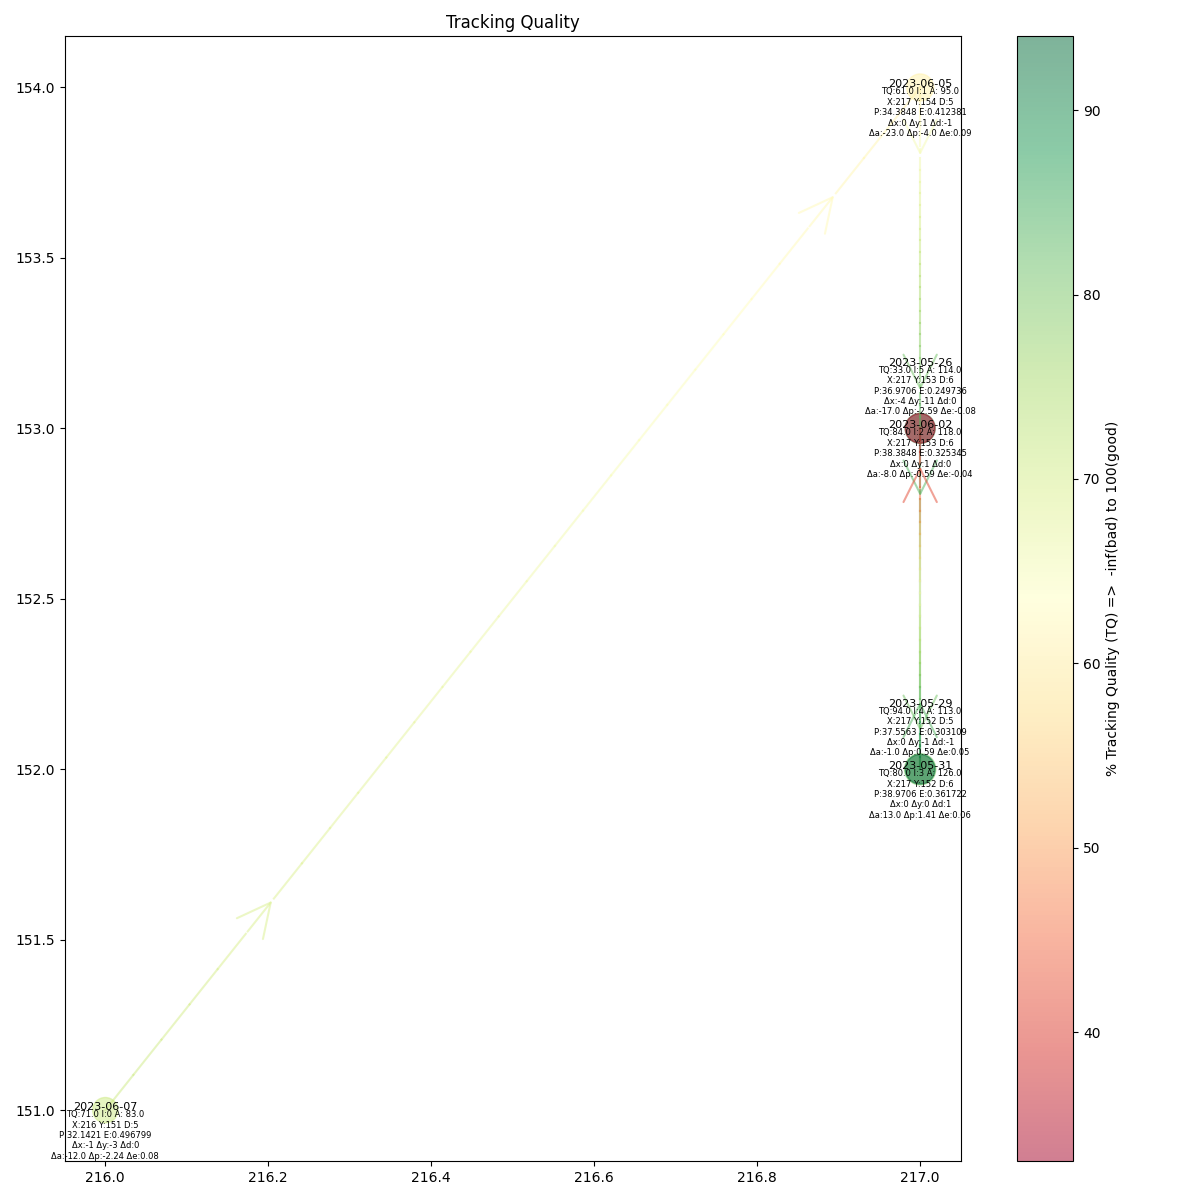 Tracking Quality
154.0
153.5
153.0
152.5
152.0
151.5
151.0
216.0
216.2
216.4
216.6
216.8
217.0
2023-06-05
TQ:61.0 I:1 A: 95.0
X:217 Y:154 D:5
P:34.3848 E:0.412381
Δx:0 Δy:1 Δd:-1
Δa:-23.0 Δp:-4.0 Δe:0.09
2023-05-26
TQ:33.0 I:5 A: 114.0
X:217 Y:153 D:6
P:36.9706 E:0.249736
Δx:-4 Δy:-11 Δd:0
Δa:-17.0 Δp:-2.59 Δe:-0.08
2023-06-02
TQ:84.0 I:2 A: 118.0
X:217 Y:153 D:6
P:38.3848 E:0.325345
Δx:0 Δy:1 Δd:0
Δa:-8.0 Δp:-0.59 Δe:-0.04
2023-05-29
TQ:94.0 I:4 A: 113.0
X:217 Y:152 D:5
P:37.5563 E:0.303109
Δx:0 Δy:-1 Δd:-1
Δa:-1.0 Δp:0.59 Δe:0.05
2023-05-31
TQ:80.0 I:3 A: 126.0
X:217 Y:152 D:6
P:38.9706 E:0.361722
Δx:0 Δy:0 Δd:1
Δa:13.0 Δp:1.41 Δe:0.06
2023-06-07
TQ:71.0 I:0 A: 83.0
X:216 Y:151 D:5
P:32.1421 E:0.496799
Δx:-1 Δy:-3 Δd:0
Δa:-12.0 Δp:-2.24 Δe:0.08
90
80
70
60
50
40
% Tracking Quality (TQ) => -inf(bad) to 100(good)